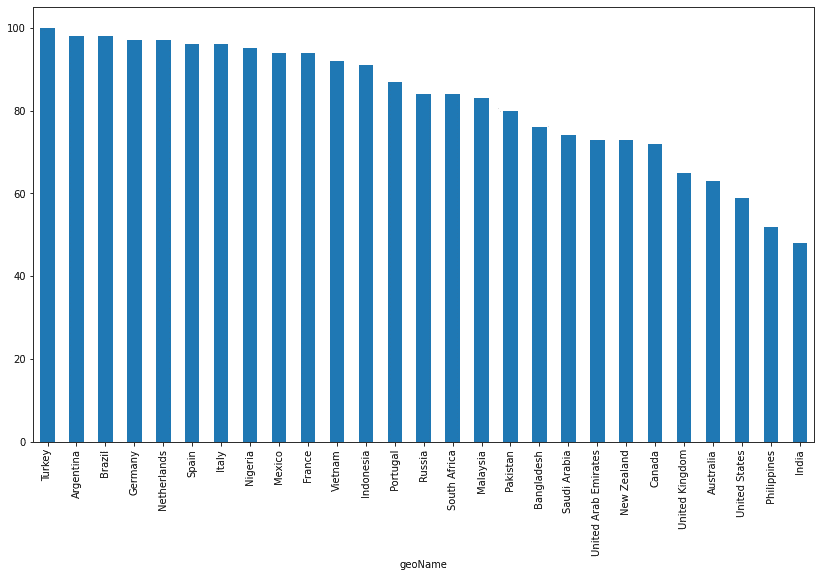 100
80
60
40
20
0
Turkey
Argentina
Brazil
Germany
Netherlands
Spain
Italy
Nigeria
Mexico
France
Vietnam
Indonesia
Portugal
Russia
South Africa
Malaysia
Pakistan
Bangladesh
Saudi Arabia
United Arab Emirates
New Zealand
Canada
United Kingdom
Australia
United States
Philippines
India
geoName